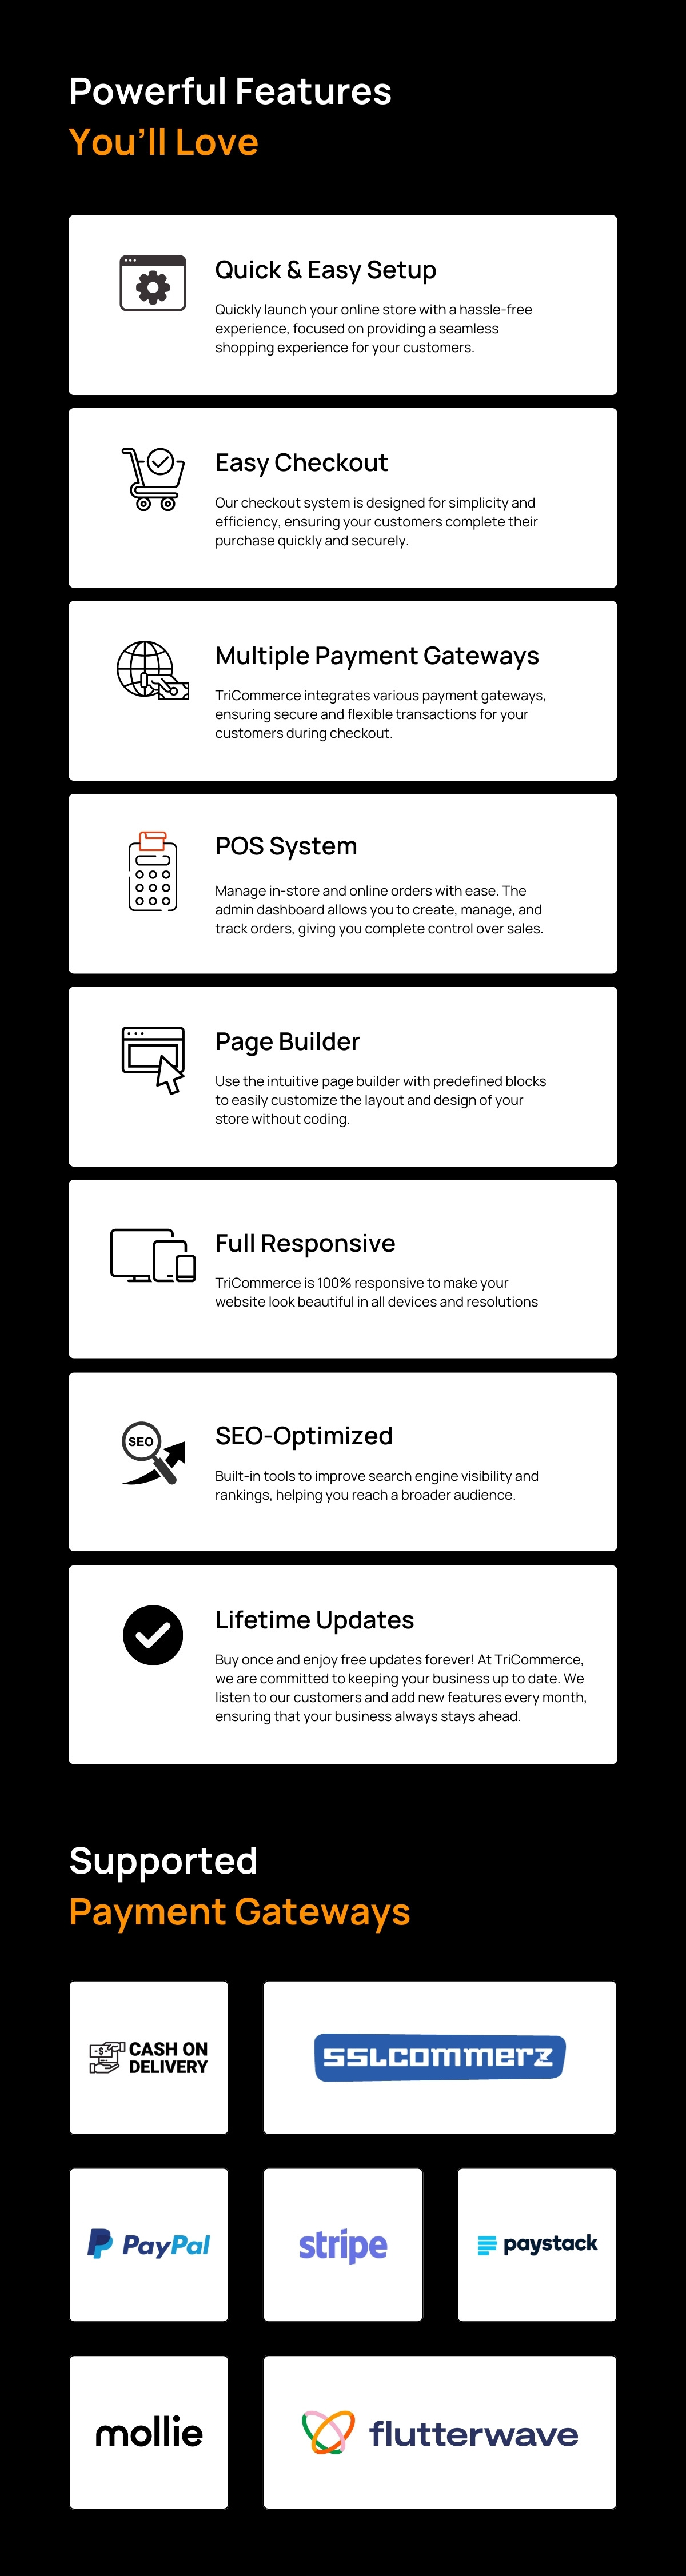 Powerful Features
You'll Love
Quick & Easy Setup
Quickly launch your online store with a hassle-free
experience, focused on providing a seamless
shopping experience for your customers.
Easy Checkout
Our checkout system is designed for simplicity and
efficiency, ensuring your customers complete their
purchase quickly and securely.
Multiple Payment Gateways
TriCommerce integrates various payment gateways,
ensuring secure and flexible transactions for your
customers during checkout.
POS System
Manage in-store and online orders with ease. The
admin dashboard allows you to create, manage, and
track orders, giving you complete control over sales.
Page Builder
Use the intuitive page builder with predefined blocks
to easily customize the layout and design of your
store without coding.
Full Responsive
TriCommerce is 100% responsive to make your
website look beautiful in all devices and resolutions
SEO
SEO-Optimized
Built-in tools to improve search engine visibility and
rankings, helping you reach a broader audience.
Lifetime Updates
Buy once and enjoy free updates forever! At TriCommerce,
we are committed to keeping your business up to date. We
listen to our customers and add new features every month,
ensuring that your business always stays ahead.
Supported
Payment Gateways
CASH ON
DELIVERY
SSLCOMMERZ
PayPal
stripe
paystack
mollie
flutterwave